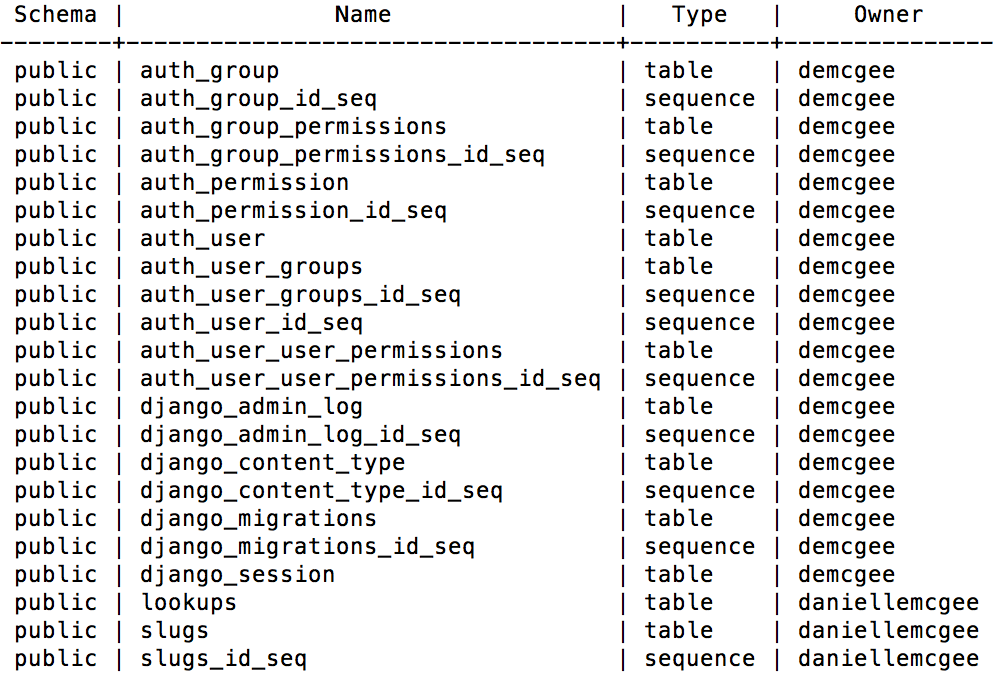 Schema |               Name                |   Type   |     Owner
--------+-----------------------------------+----------+---------------
 public | auth_group                        | table    | demcgee
 public | auth_group_id_seq                 | sequence | demcgee
 public | auth_group_permissions            | table    | demcgee
 public | auth_group_permissions_id_seq     | sequence | demcgee
 public | auth_permission                   | table    | demcgee
 public | auth_permission_id_seq            | sequence | demcgee
 public | auth_user                         | table    | demcgee
 public | auth_user_groups                  | table    | demcgee
 public | auth_user_groups_id_seq           | sequence | demcgee
 public | auth_user_id_seq                  | sequence | demcgee
 public | auth_user_user_permissions        | table    | demcgee
 public | auth_user_user_permissions_id_seq | sequence | demcgee
 public | django_admin_log                  | table    | demcgee
 public | django_admin_log_id_seq           | sequence | demcgee
 public | django_content_type               | table    | demcgee
 public | django_content_type_id_seq        | sequence | demcgee
 public | django_migrations                 | table    | demcgee
 public | django_migrations_id_seq          | sequence | demcgee
 public | django_session                    | table    | demcgee
 public | lookups                           | table    | daniellemcgee
 public | slugs                             | table    | daniellemcgee
 public | slugs_id_seq                      | sequence | daniellemcgee